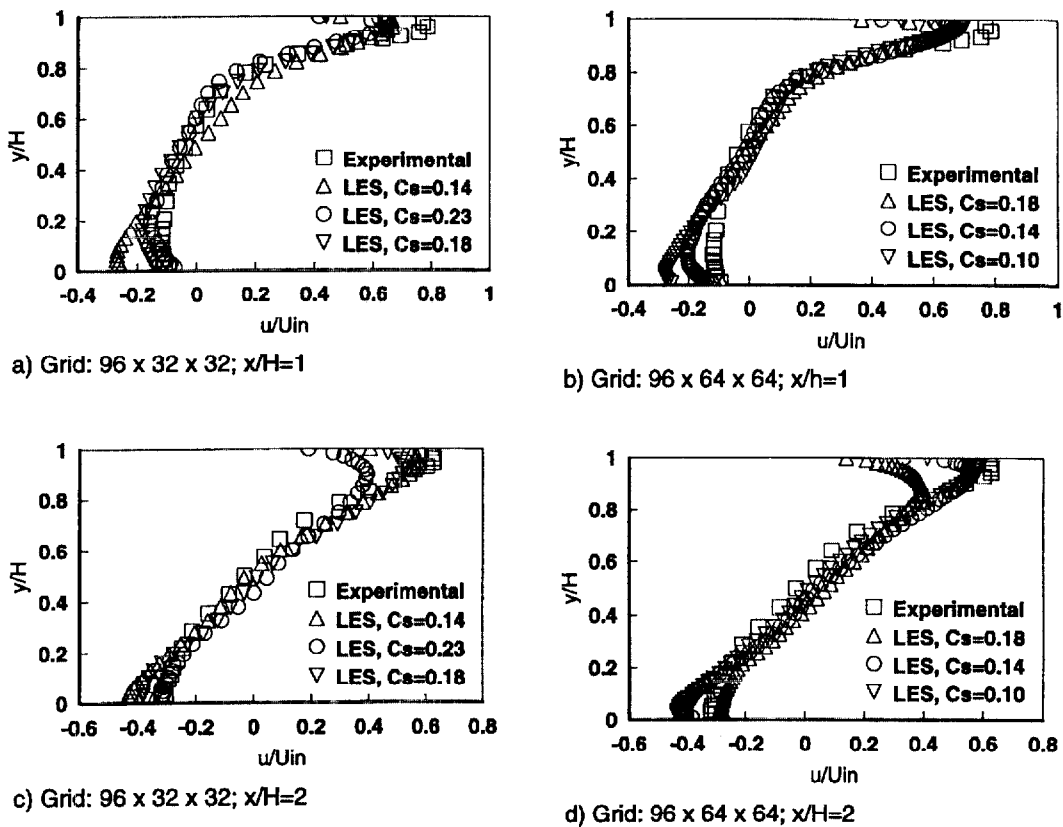 1
0.8
0.6
0.4
0.2
0
y/H
Experimental
LES, Cs=0.14
LES, Cs=0.23
LES, Cs=0.18
-0.4 -0.2 0 0.2 0.4 0.6 0.8 1
u/Uin
a) Grid: 96 x 32 x 32; x/H=1
1
0.8
0.6
0.4
0.2
0
y/H
Experimental
LES, Cs=0.18
LES, Cs=0.14
LES, Cs=0.10
-0.4 -0.2 0 0.2 0.4 0.6 0.8 1
u/Uin
b) Grid: 96 x 64 x 64; x/h=1
1
0.8
0.6
0.4
0.2
0
y/H
Experimental
LES, Cs=0.14
LES, Cs=0.23
LES, Cs=0.18
-0.6 -0.4 -0.2 0 0.2 0.4 0.6 0.8
u/Uin
c) Grid: 96 x 32 x 32; x/H=2
1
0.8
0.6
0.4
0.2
0
y/H
Experimental
LES, Cs=0.18
LES, Cs=0.14
LES, Cs=0.10
-0.6 -0.4 -0.2 0 0.2 0.4 0.6 0.8
u/Uin
d) Grid: 96 x 64 x 64; x/H=2